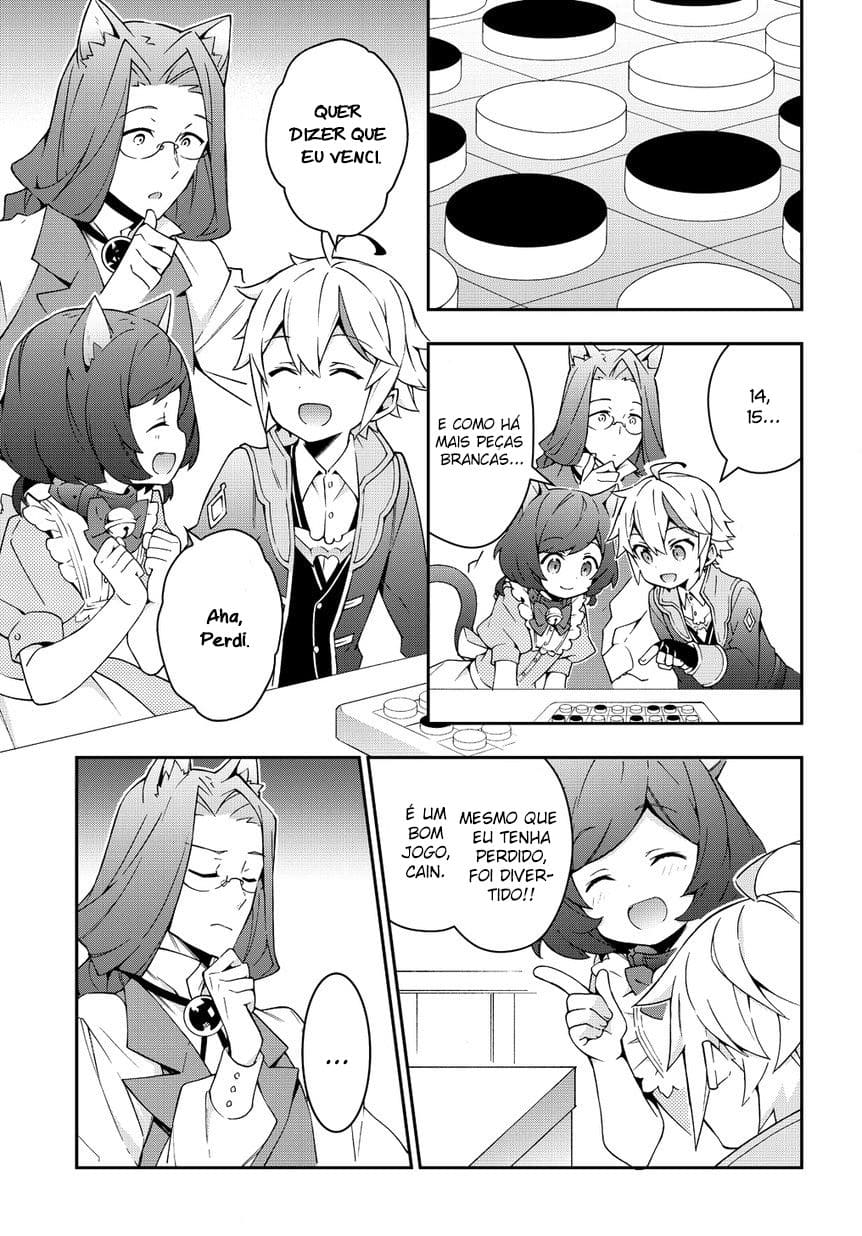 14,
15...
E COMO HÁ
MAIS PEÇAS
BRANCAS...
QUER
DIZER QUE
EU VENCI.
Aha,
Perdi.
MESMO QUE
EU TENHA
PERDIDO,
FOI DIVER-
TIDO!!
É UM
BOM
JOGO,
CAIN.
...